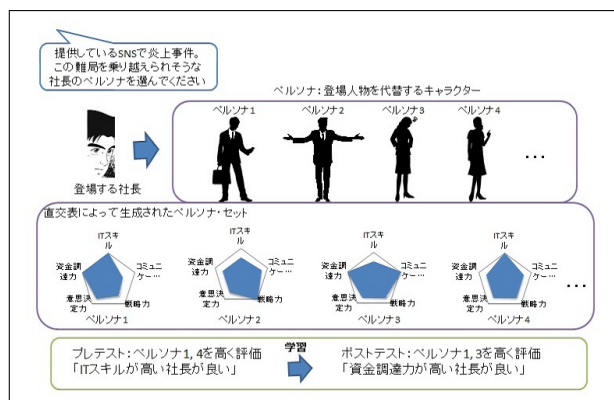 提供しているSNSで炎上事件。
この難局を乗り越えられそうな
社長のペルソナを選んでください
ペルソナ:登場人物を代替するキャラクター
ペルソナ1
ペルソナ2
ペルソナ3
ペルソナ4
…
登場する社長
直交表によって生成されたペルソナ・セット
ITスキ
ル
資金調
達力
コミュニ
ケー…
意思決
定力
戦略力
ペルソナ1
ITスキ
ル
資金調
達力
コミュニ
ケー…
意思決
定力
戦略力
ペルソナ2
ITスキ
ル
資金調
達力
コミュニ
ケー…
意思決
定力
戦略力
ペルソナ3
ITスキ
ル
資金調
達力
コミュニ
ケー…
意思決
定力
戦略力
ペルソナ4
…
プレテスト:ペルソナ1, 4を高く評価
「ITスキルが高い社長が良い」
学習
ポストテスト:ペルソナ1, 3を高く評価
「資金調達力が高い社長が良い」